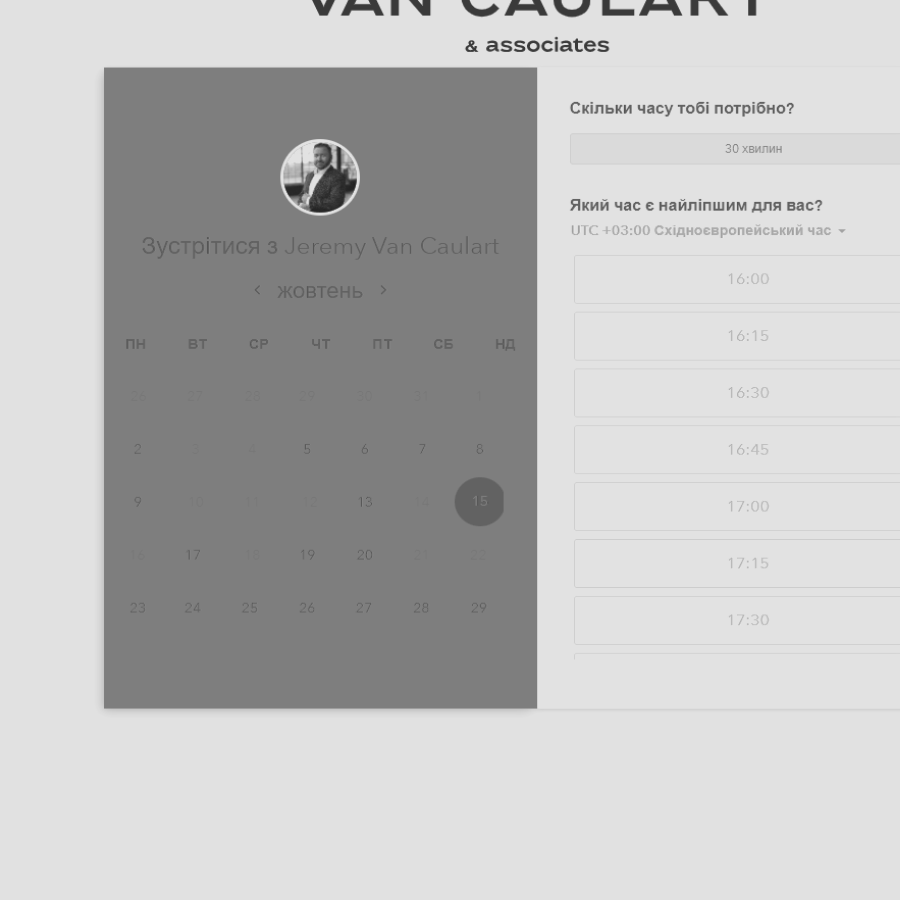 VAN CAULART
& associates
Зустрітися з Jeremy Van Caulart
жовтень
ПН ВТ СР ЧТ ПТ СБ НД
26 27 28 29 30 31 1
2 3 4 5 6 7 8
9 10 11 12 13 14 15
16 17 18 19 20 21 22
23 24 25 26 27 28 29
Скільки часу тобі потрібно?
30 хвилин
Який час є найліпшим для вас?
UTC +03:00 Східноєвропейський час
16:00
16:15
16:30
16:45
17:00
17:15
17:30